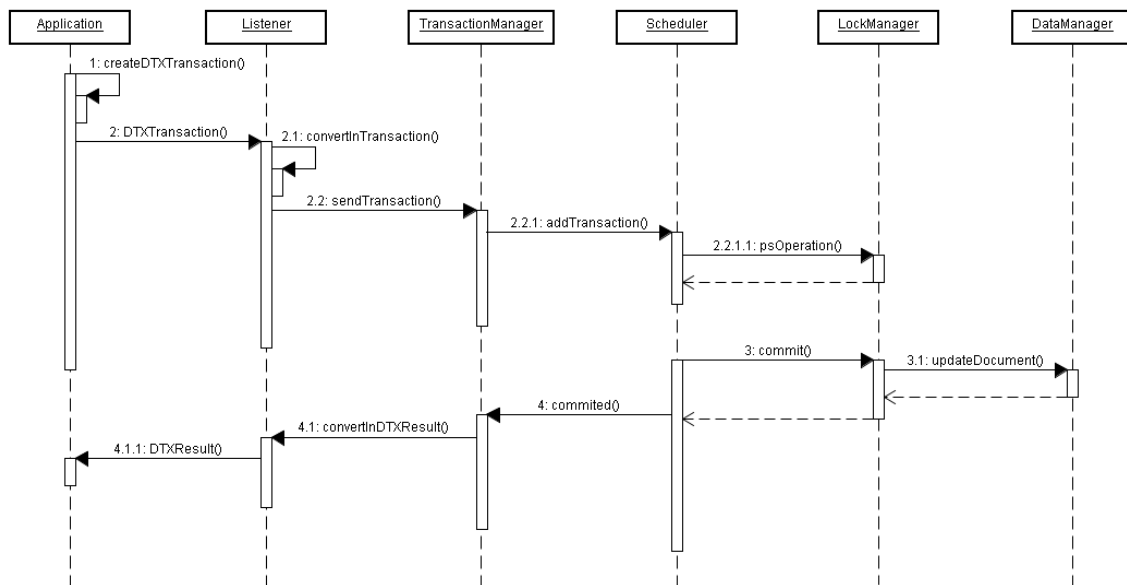 Application
Listener
TransactionManager
Scheduler
LockManager
DataManager
1: createDTXTransaction()
2: DTXTransaction()
2.1: convertInTransaction()
2.2: sendTransaction()
2.2.1: addTransaction()
2.2.1.1: psOperation()
3: commit()
3.1: updateDocument()
4: commited()
4.1: convertInDTXResult()
4.1.1: DTXResult()